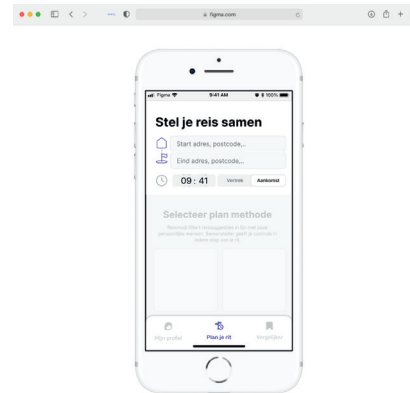 figma.com
Figma
9:41 AM
100%
Stel je reis samen
Start adres, postcode,..
Eind adres, postcode,..
09 : 41
Vertrek
Aankomst
Selecteer plan methode
Mijn profiel
Plan je rit
Vergelijker